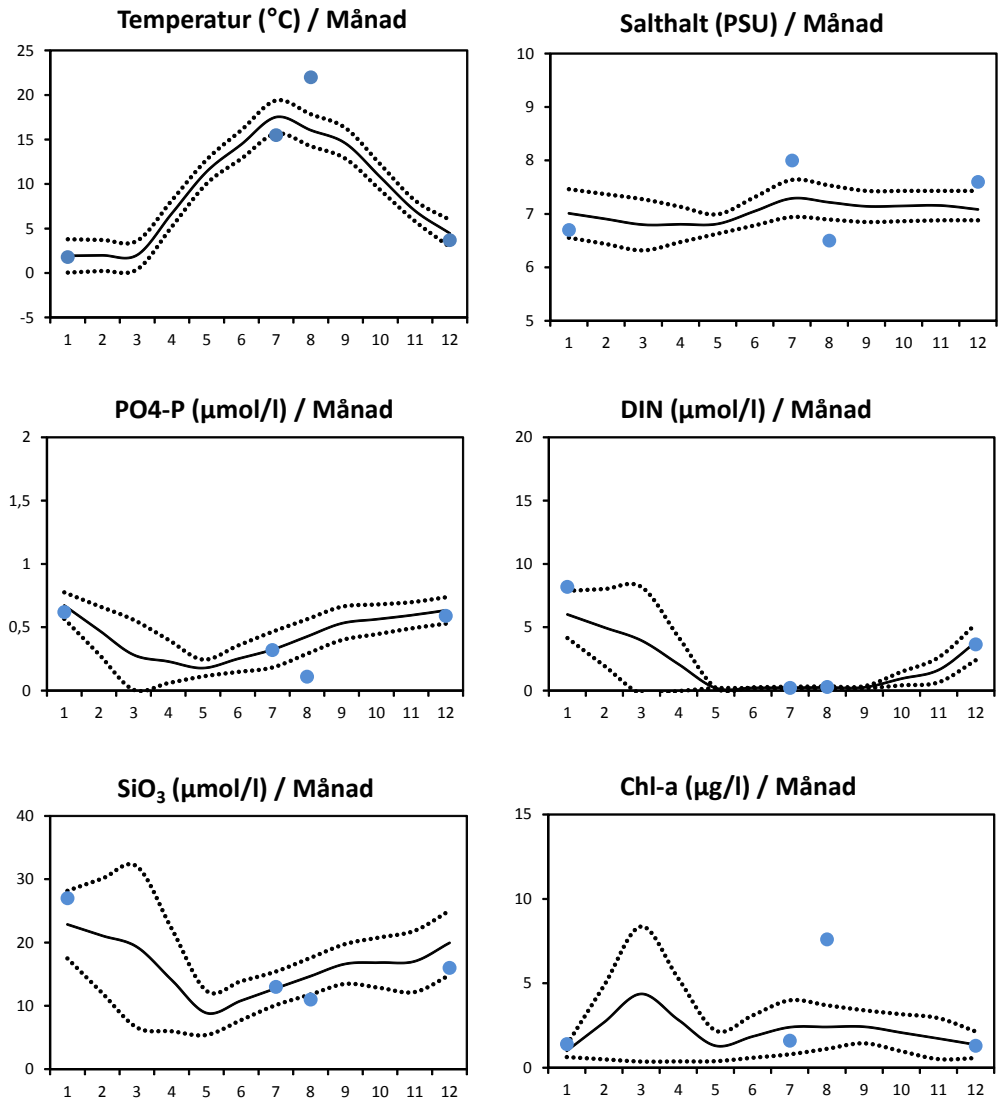 Temperatur (°C) / Månad
25
20
15
10
5
0
-5
1 2 3 4 5 6 7 8 9 10 11 12
Salthalt (PSU) / Månad
10
9
8
7
6
5
1 2 3 4 5 6 7 8 9 10 11 12
PO4-P (µmol/l) / Månad
2
1,5
1
0,5
0
1 2 3 4 5 6 7 8 9 10 11 12
DIN (µmol/l) / Månad
20
15
10
5
0
1 2 3 4 5 6 7 8 9 10 11 12
SiO₃ (µmol/l) / Månad
40
30
20
10
0
1 2 3 4 5 6 7 8 9 10 11 12
Chl-a (µg/l) / Månad
15
10
5
0
1 2 3 4 5 6 7 8 9 10 11 12